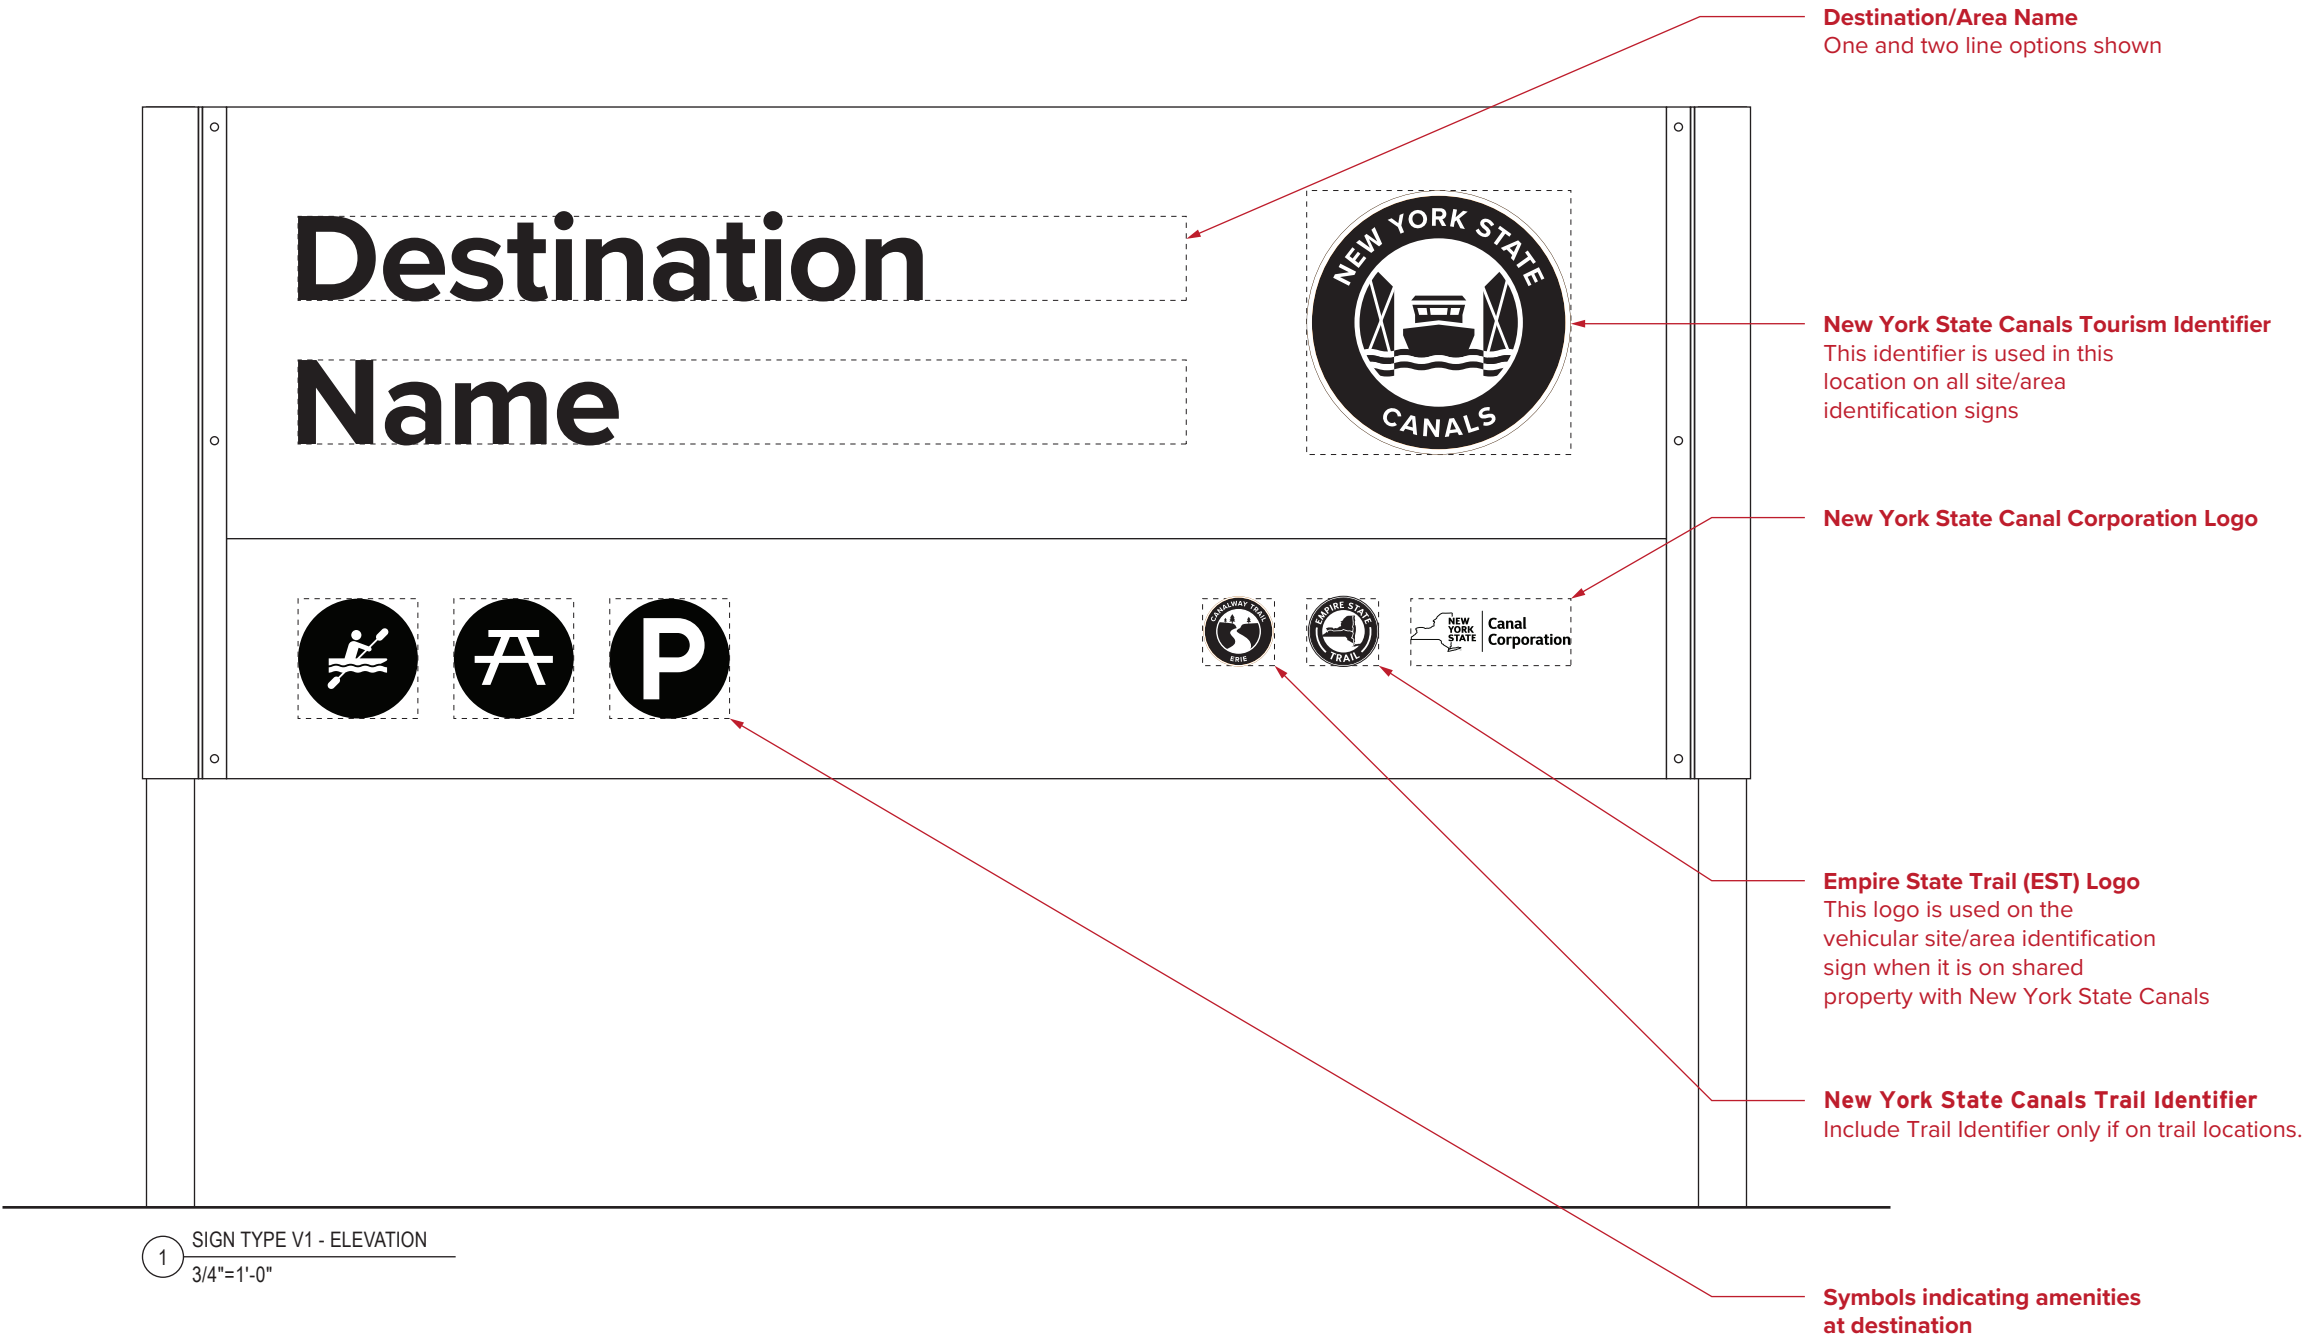 Destination/Area Name
One and two line options shown
Destination
Name
NEW YORK STATE
CANALS
New York State Canals Tourism Identifier
This identifier is used in this
location on all site/area
identification signs
New York State Canal Corporation Logo
P
CANALWAY TRAIL
ERIE
EMPIRE STATE
TRAIL
NEW
YORK
STATE
Canal
Corporation
Empire State Trail (EST) Logo
This logo is used on the
vehicular site/area identification
sign when it is on shared
property with New York State Canals
New York State Canals Trail Identifier
Include Trail Identifier only if on trail locations.
1
SIGN TYPE V1 - ELEVATION
3/4"=1'-0"
Symbols indicating amenities
at destination